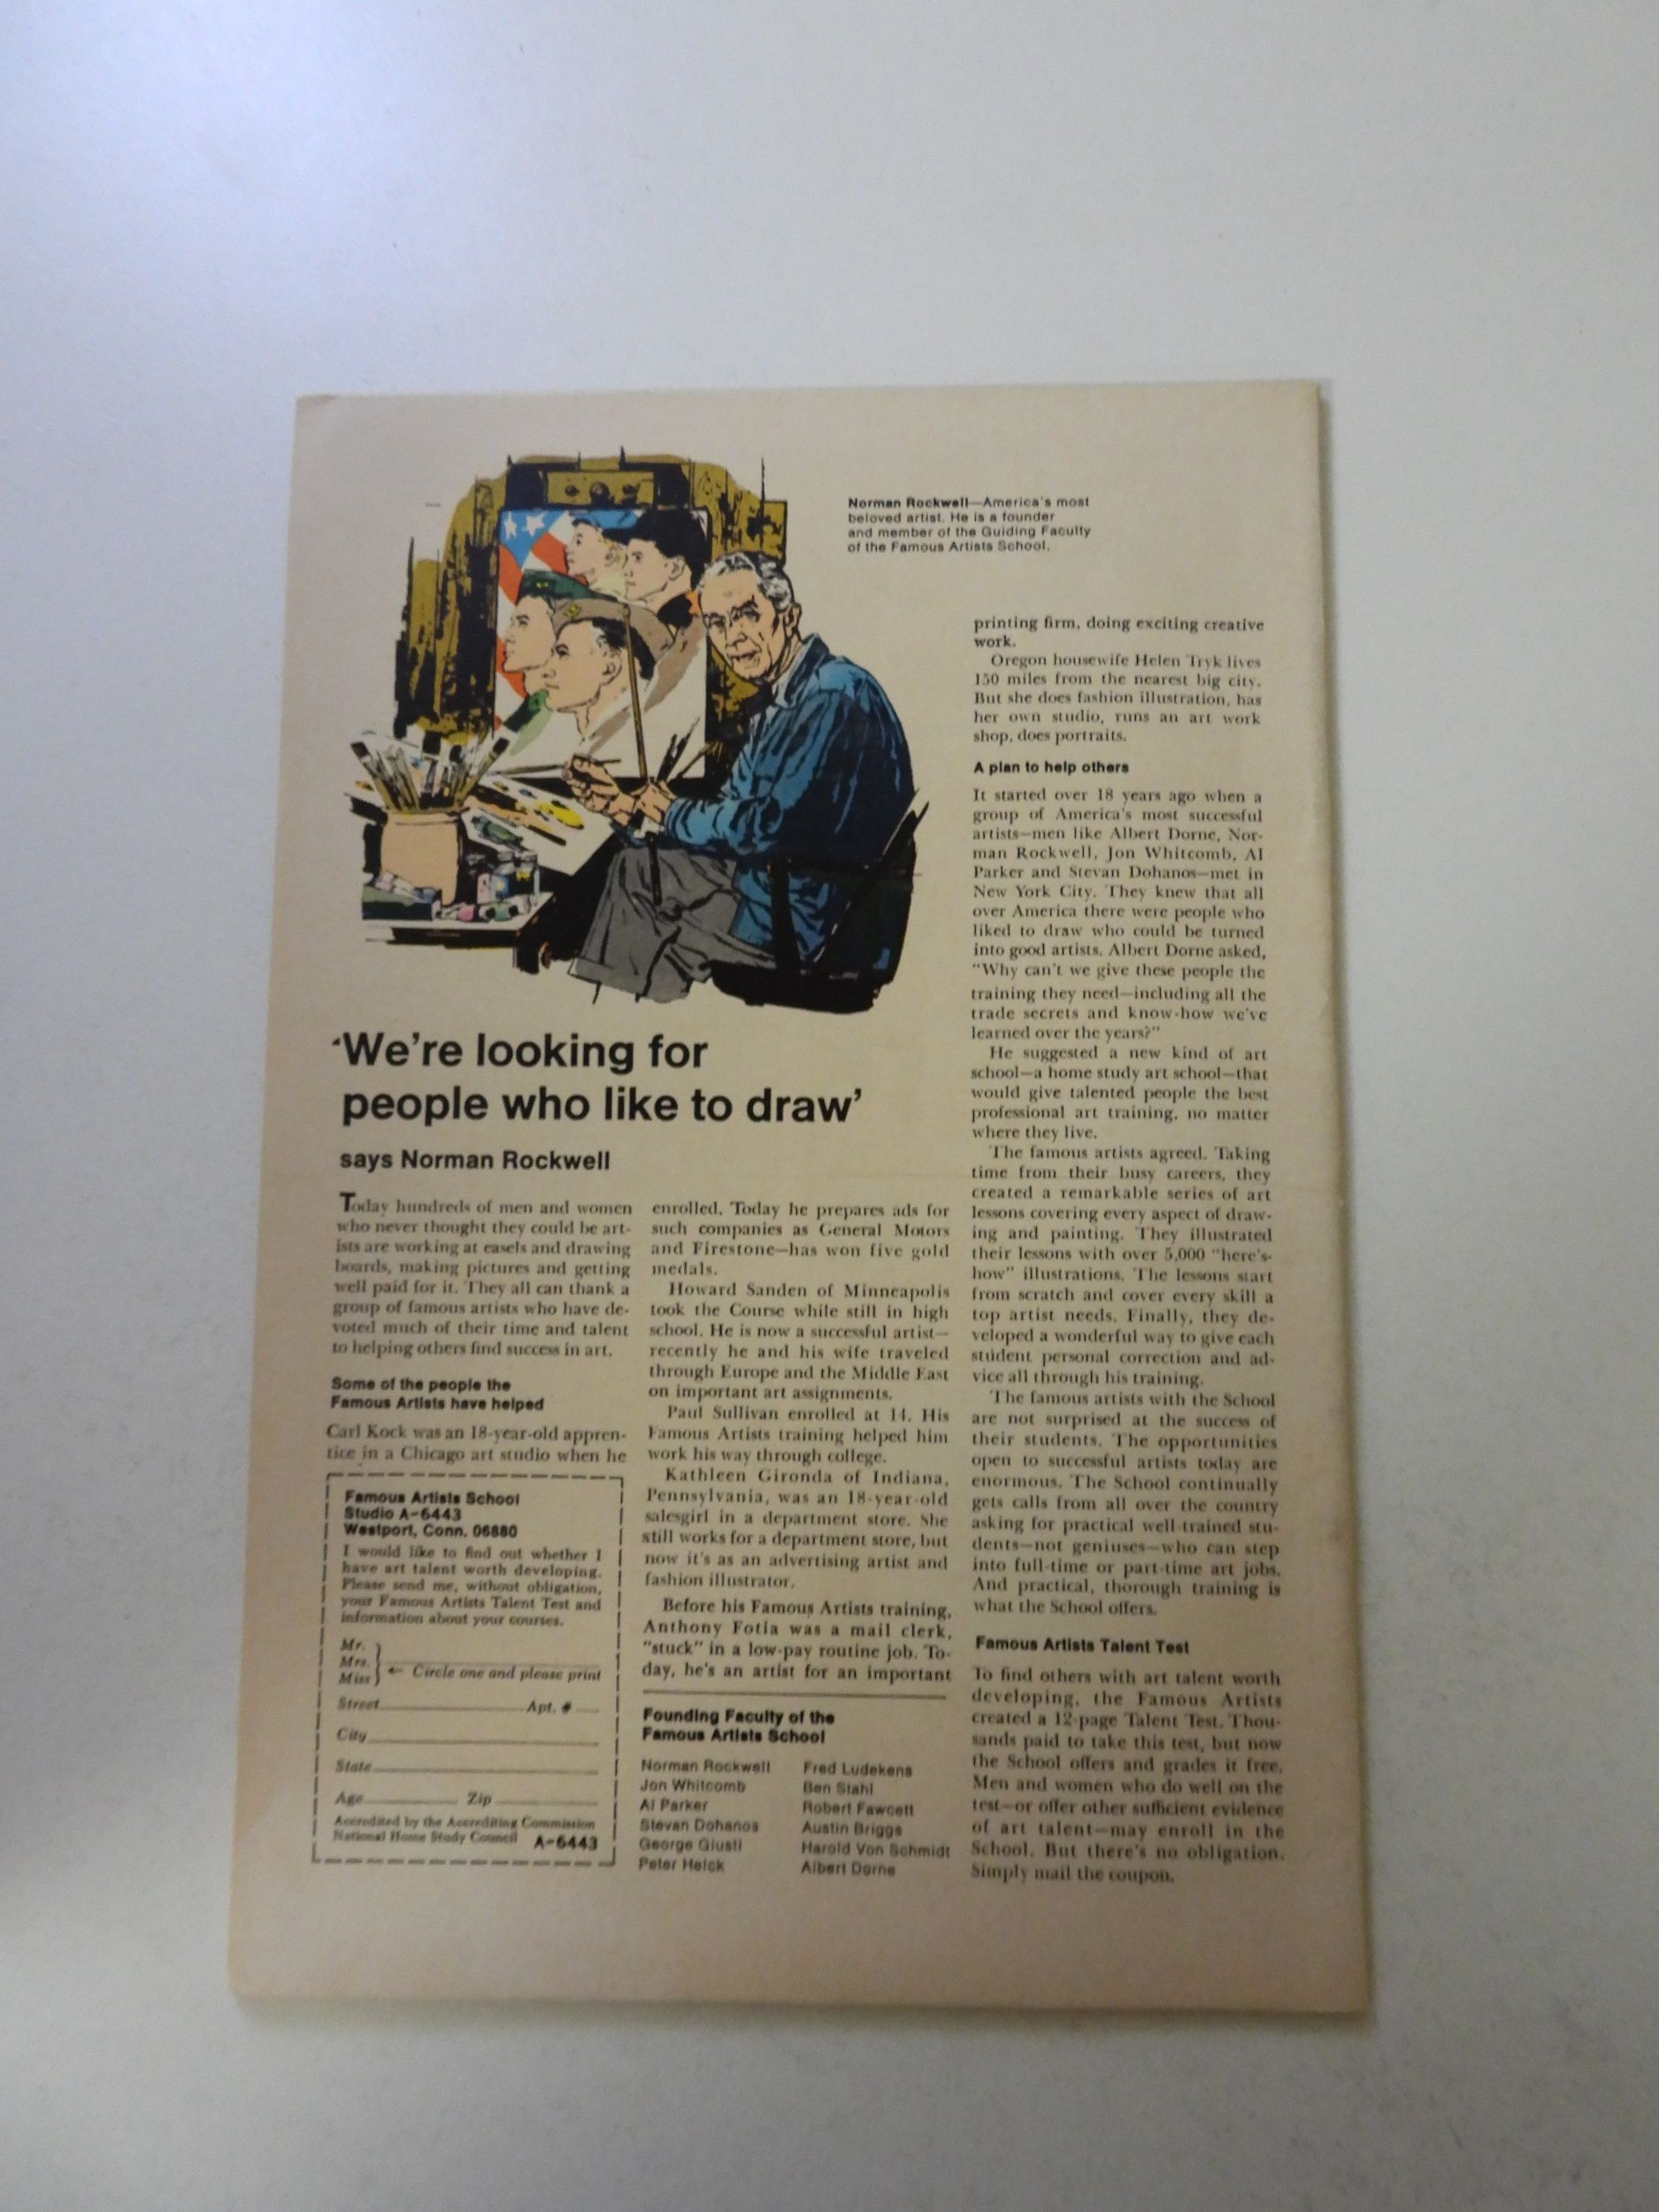 Norman Rockwell—America's most
beloved artist. He is a founder
and member of the Guiding Faculty
of the Famous Artists School.
'We're looking for
people who like to draw'
says Norman Rockwell
Today hundreds of men and women
who never thought they could be art-
ists are working at easels and drawing
boards, making pictures and getting
well paid for it. They all can thank a
group of famous artists who have de-
voted much of their time and talent
to helping others find success in art.
Some of the people the
Famous Artists have helped
Carl Kock was an 18-year-old appren-
tice in a Chicago art studio when he
enrolled. Today he prepares ads for
such companies as General Motors
and Firestone—has won five gold
medals.
Howard Sanden of Minneapolis
took the Course while still in high
school. He is now a successful artist—
recently he and his wife traveled
through Europe and the Middle East
on important art assignments.
Paul Sullivan enrolled at 14. His
Famous Artists training helped him
work his way through college.
Kathleen Gironda of Indiana,
Pennsylvania, was an 18-year-old
salesgirl in a department store. She
still works for a department store, but
now it's as an advertising artist and
fashion illustrator.
Before his Famous Artists training,
Anthony Fotia was a mail clerk,
"stuck" in a low-pay routine job. To-
day, he's an artist for an important
printing firm, doing exciting creative
work.
Oregon housewife Helen Tryk lives
150 miles from the nearest big city.
But she does fashion illustration, has
her own studio, runs an art work
shop, does portraits.
A plan to help others
It started over 18 years ago when a
group of America's most successful
artists—men like Albert Dorne, Nor-
man Rockwell, Jon Whitcomb, Al
Parker and Stevan Dohanos—met in
New York City. They knew that all
over America there were people who
liked to draw who could be turned
into good artists. Albert Dorne asked,
"Why can't we give these people the
training they need—including all the
trade secrets and know-how we've
learned over the years?"
He suggested a new kind of art
school—a home study art school—that
would give talented people the best
professional art training, no matter
where they live.
The famous artists agreed. Taking
time from their busy careers, they
created a remarkable series of art
lessons covering every aspect of draw-
ing and painting. They illustrated
their lessons with over 5,000 "here's-
how" illustrations. The lessons start
from scratch and cover every skill a
top artist needs. Finally, they de-
veloped a wonderful way to give each
student personal correction and ad-
vice all through his training.
The famous artists with the School
are not surprised at the success of
their students. The opportunities
open to successful artists today are
enormous. The School continually
gets calls from all over the country
asking for practical well-trained stu-
dents—not geniuses—who can step
into full-time or part-time art jobs.
And practical, thorough training is
what the School offers.
Famous Artists Talent Test
To find others with art talent worth
developing, the Famous Artists
created a 12-page Talent Test. Thou-
sands paid to take this test, but now
the School offers and grades it free.
Men and women who do well on the
test—or offer other sufficient evidence
of art talent—may enroll in the
School. But there's no obligation.
Simply mail the coupon.
Famous Artists School
Studio A-6443
Westport, Conn. 06880
I would like to find out whether I
have art talent worth developing.
Please send me, without obligation,
your Famous Artists Talent Test and
information about your courses.
Mr.
Mrs.
Miss
← Circle one and please print
Street Apt. #
City
State
Age Zip
Accredited by the Accrediting Commission
National Home Study Council A-6443
Founding Faculty of the
Famous Artists School
Norman Rockwell
Jon Whitcomb
Al Parker
Stevan Dohanos
George Giusti
Peter Helck
Fred Ludekens
Ben Stahl
Robert Fawcett
Austin Briggs
Harold Von Schmidt
Albert Dorne